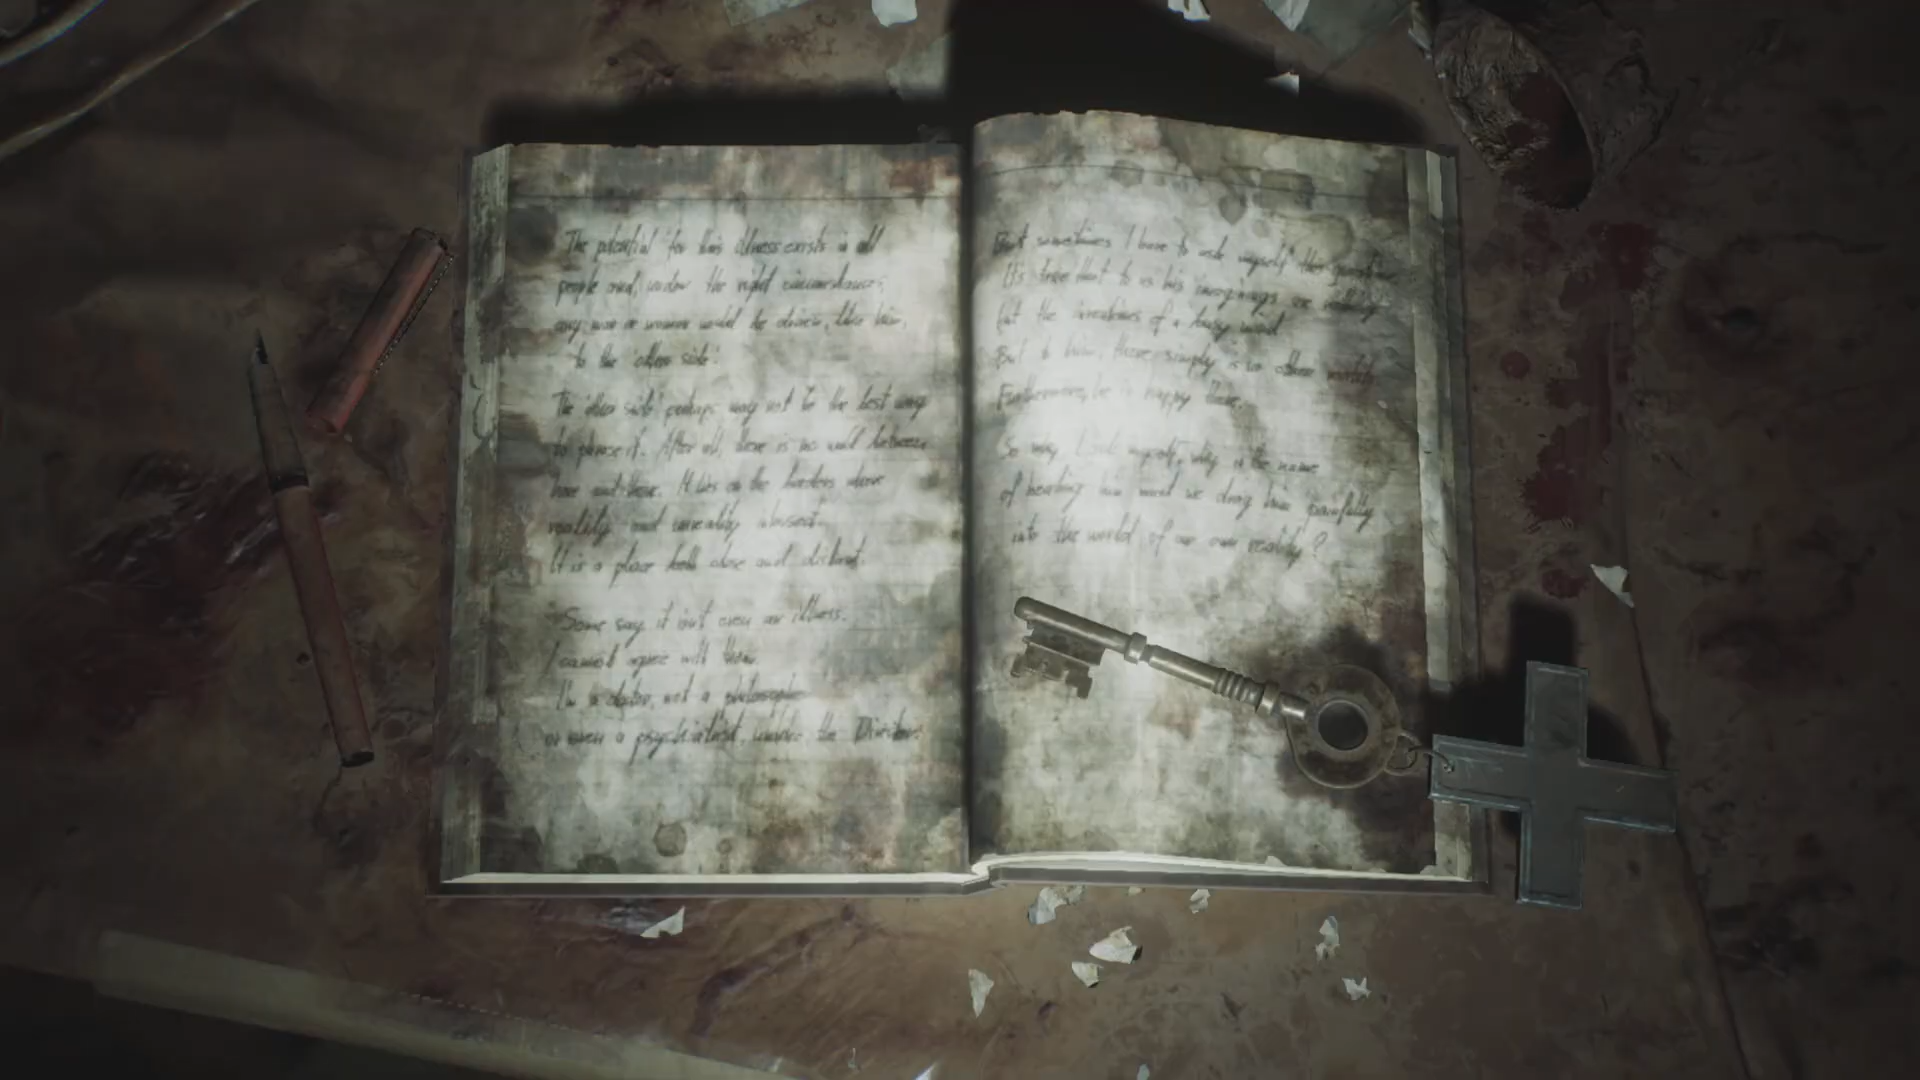 The potential for this illness exists in all
people and, under the right circumstances,
any man or woman would be driven, like him,
to the 'other side'.
The 'other side' perhaps may not be the best way
to phrase it. After all, there is no wall between
here and there. It lies on the borders where
reality and unreality intersect.
It is a place both close and distant.
Some say it isn't even an illness.
I cannot agree with them.
I'm a doctor, not a philosopher
or even a psychiatrist,
But sometimes I have to ask myself this question.
It's true that to us his imaginings are nothing
but the inventions of a busy mind.
But to him, there simply is no other reality.
Furthermore, he is happy there.
So why, I ask myself, why in the name
of healing him must we drag him painfully
into the world of our own reality?